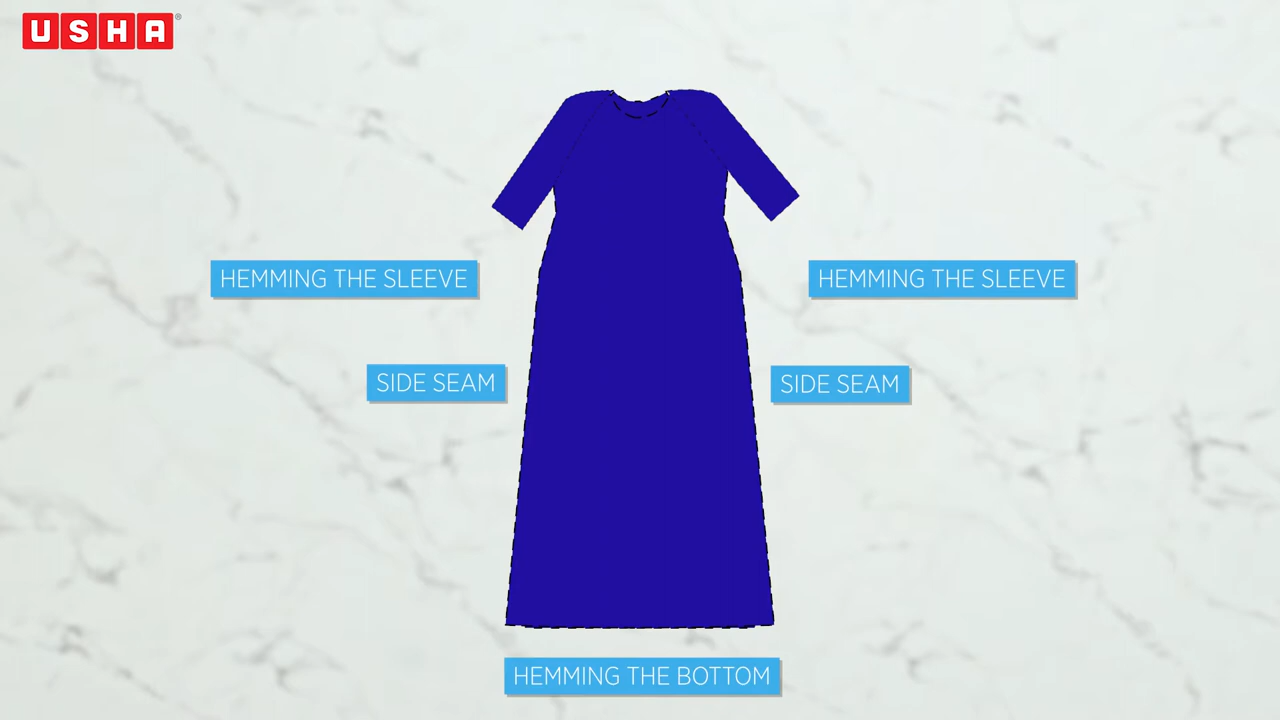 USHA®
HEMMING THE SLEEVE
HEMMING THE SLEEVE
SIDE SEAM
SIDE SEAM
HEMMING THE BOTTOM